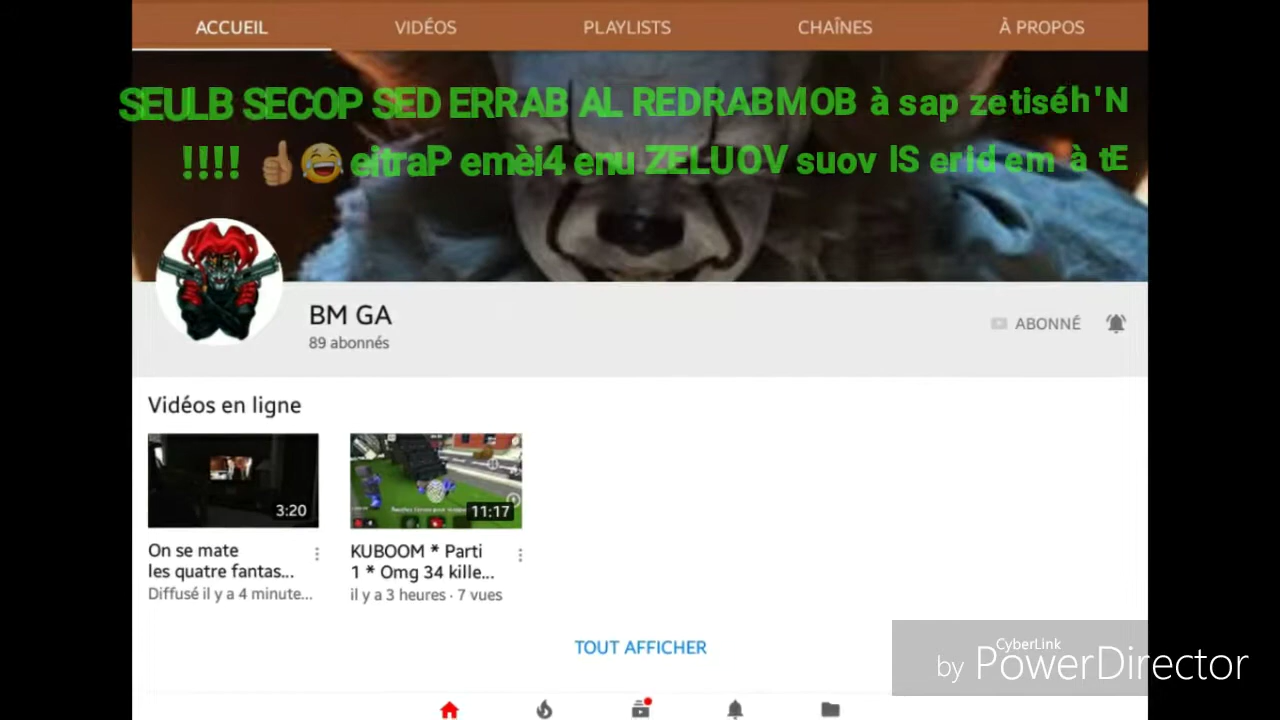 ACCUEIL VIDÉOS PLAYLISTS CHAÎNES À PROPOS
SEULB SECOP SED ERRAB AL REDRABMOB à sap zetiséh'N
!!!! 👍😂 eitraP emèi4 enu ZELUOV suov IS erid em à tE
BM GA
89 abonnés
ABONNÉ
Vidéos en ligne
3:20
11:17
On se mate
les quatre fantas...
Diffusé il y a 4 minute...
KUBOOM * Parti
1 * Omg 34 kille...
il y a 3 heures · 7 vues
TOUT AFFICHER
CyberLink
by PowerDirector